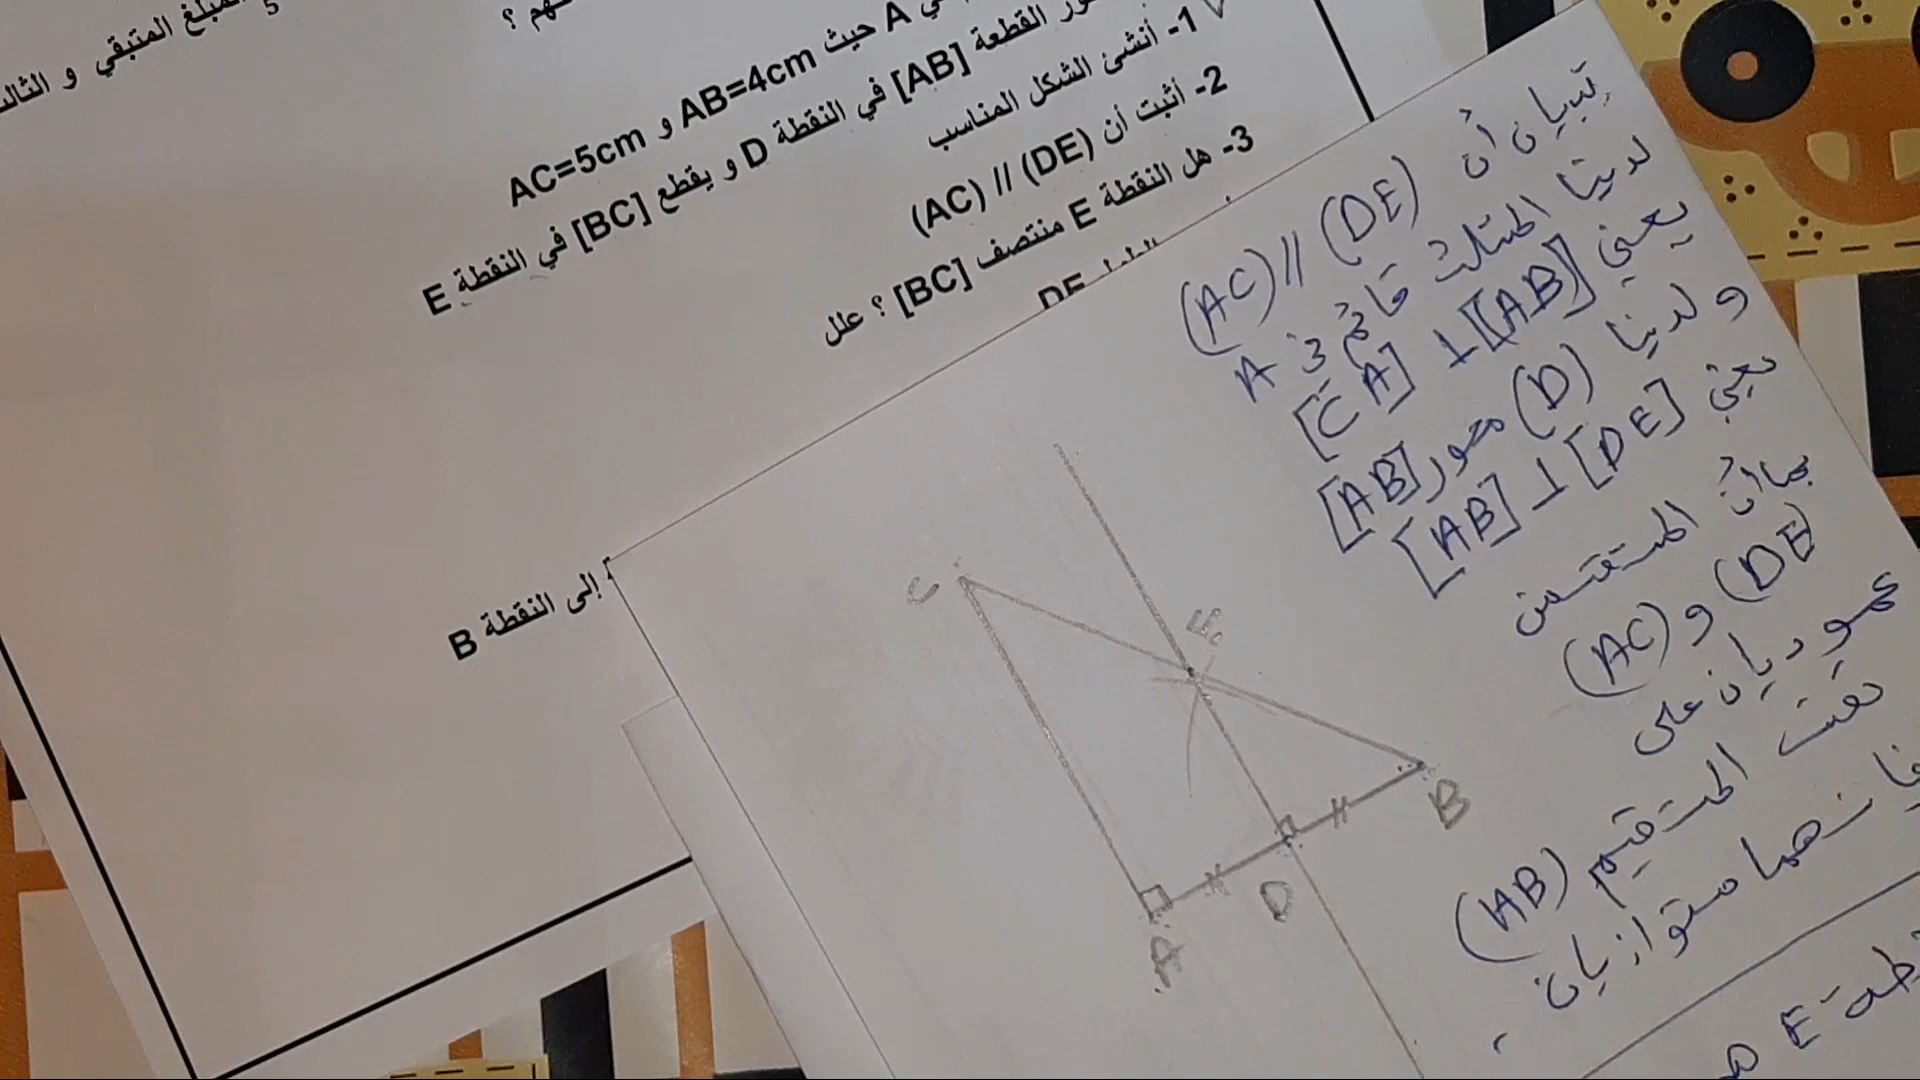 المبلغ المتبقي و الثالث
5
؟
A حيث AB=4cm و AC=5cm
القطعة [AB] في النقطة D و يقطع [BC] في النقطة E
1- أنشئ الشكل المناسب
2- أثبت أن (DE) // (AC)
3- هل النقطة E منتصف [BC] ؟ علل
DE
إلى النقطة B
تبيان أن (DE) // (AC)
لدينا المثلث قائم في A
يعني [AB] ⊥ [CA]
و لدينا (D) محور [AB]
يعني [DE] ⊥ [AB]
بما أن المستقيمين
(DE) و (AC)
عموديان على
نفس المستقيم (AB)
فإنهما متوازيان
E
C
E
B
D
A